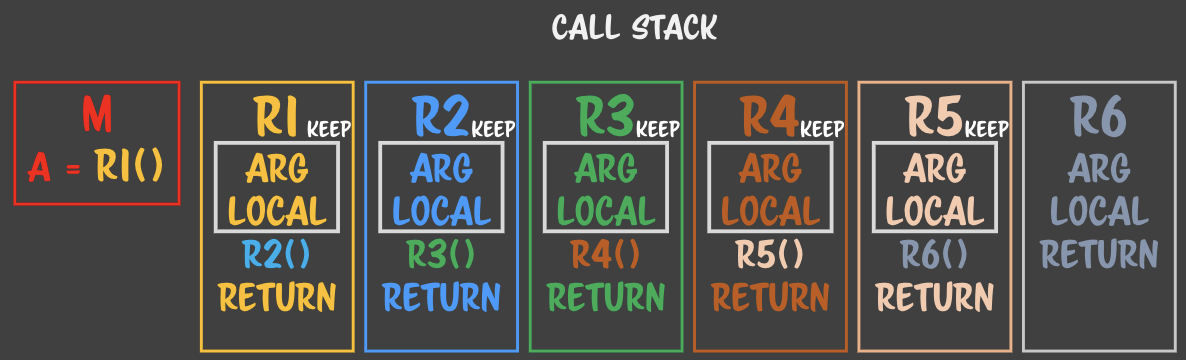 CALL STACK
M
A = R1()
R1 KEEP
ARG
LOCAL
R2()
RETURN
R2 KEEP
ARG
LOCAL
R3()
RETURN
R3 KEEP
ARG
LOCAL
R4()
RETURN
R4 KEEP
ARG
LOCAL
R5()
RETURN
R5 KEEP
ARG
LOCAL
R6()
RETURN
R6
ARG
LOCAL
RETURN